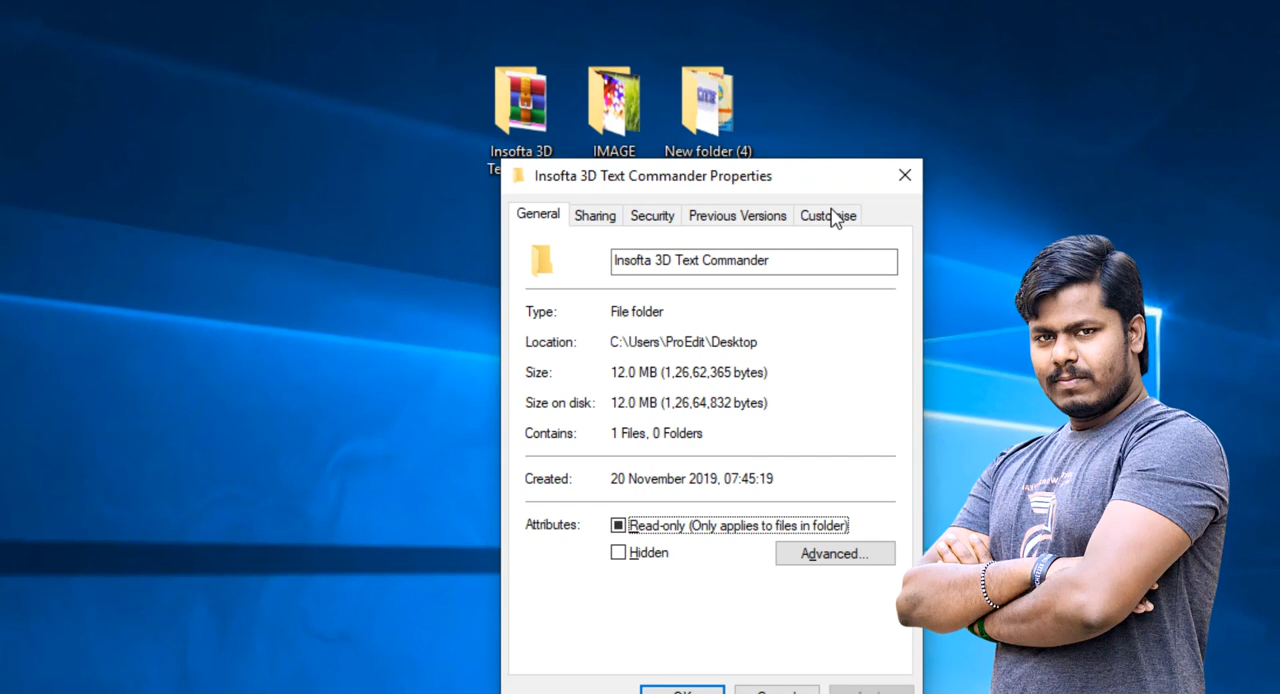 Insofta 3D
IMAGE
New folder (4)
Insofta 3D Text Commander Properties
General
Sharing
Security
Previous Versions
Customise
Insofta 3D Text Commander
Type:
File folder
Location:
C:\Users\ProEdit\Desktop
Size:
12.0 MB (1,26,62,365 bytes)
Size on disk:
12.0 MB (1,26,64,832 bytes)
Contains:
1 Files, 0 Folders
Created:
20 November 2019, 07:45:19
Attributes:
Read-only (Only applies to files in folder)
Hidden
Advanced...